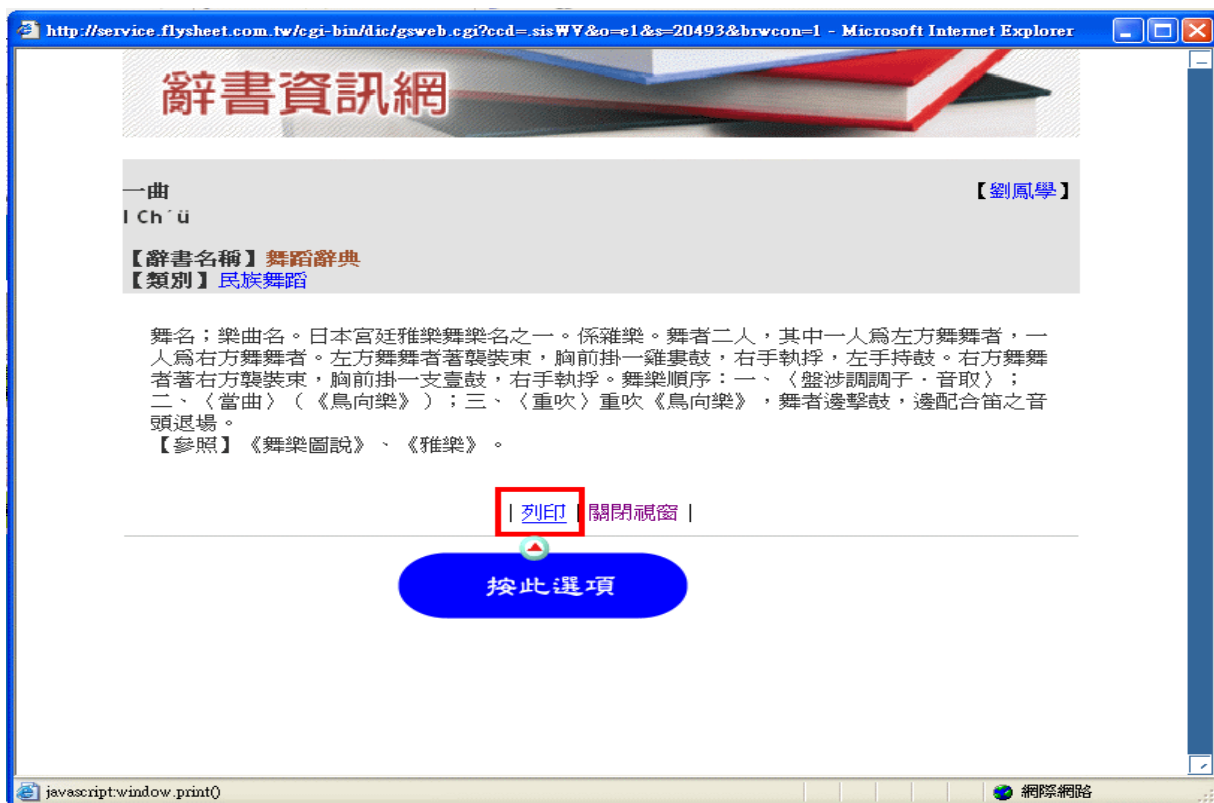 http://service.flysheet.com.tw/cgi-bin/dic/gsweb.cgi?ccd=.sisWV&o=e1&s=20493&brwcon=1 - Microsoft Internet Explorer
辭書資訊網
一曲 【劉鳳學】
I Ch´ü
【辭書名稱】舞蹈辭典
【類別】民族舞蹈
舞名；樂曲名。日本宮廷雅樂舞樂名之一。係雜樂。舞者二人，其中一人爲左方舞舞者，一
人爲右方舞舞者。左方舞舞者著襲裝束，胸前掛一雞婁鼓，右手執捊，左手持鼓。右方舞舞
者著右方襲裝束，胸前掛一支壹鼓，右手執捊。舞樂順序：一、〈盤涉調調子．音取〉；
二、〈當曲〉（《鳥向樂》）；三、〈重吹〉重吹《鳥向樂》，舞者邊擊鼓，邊配合笛之音
頭退場。
【參照】《舞樂圖說》、《雅樂》。
| 列印 | 關閉視窗 |
按此選項
javascript:window.print() 網際網路